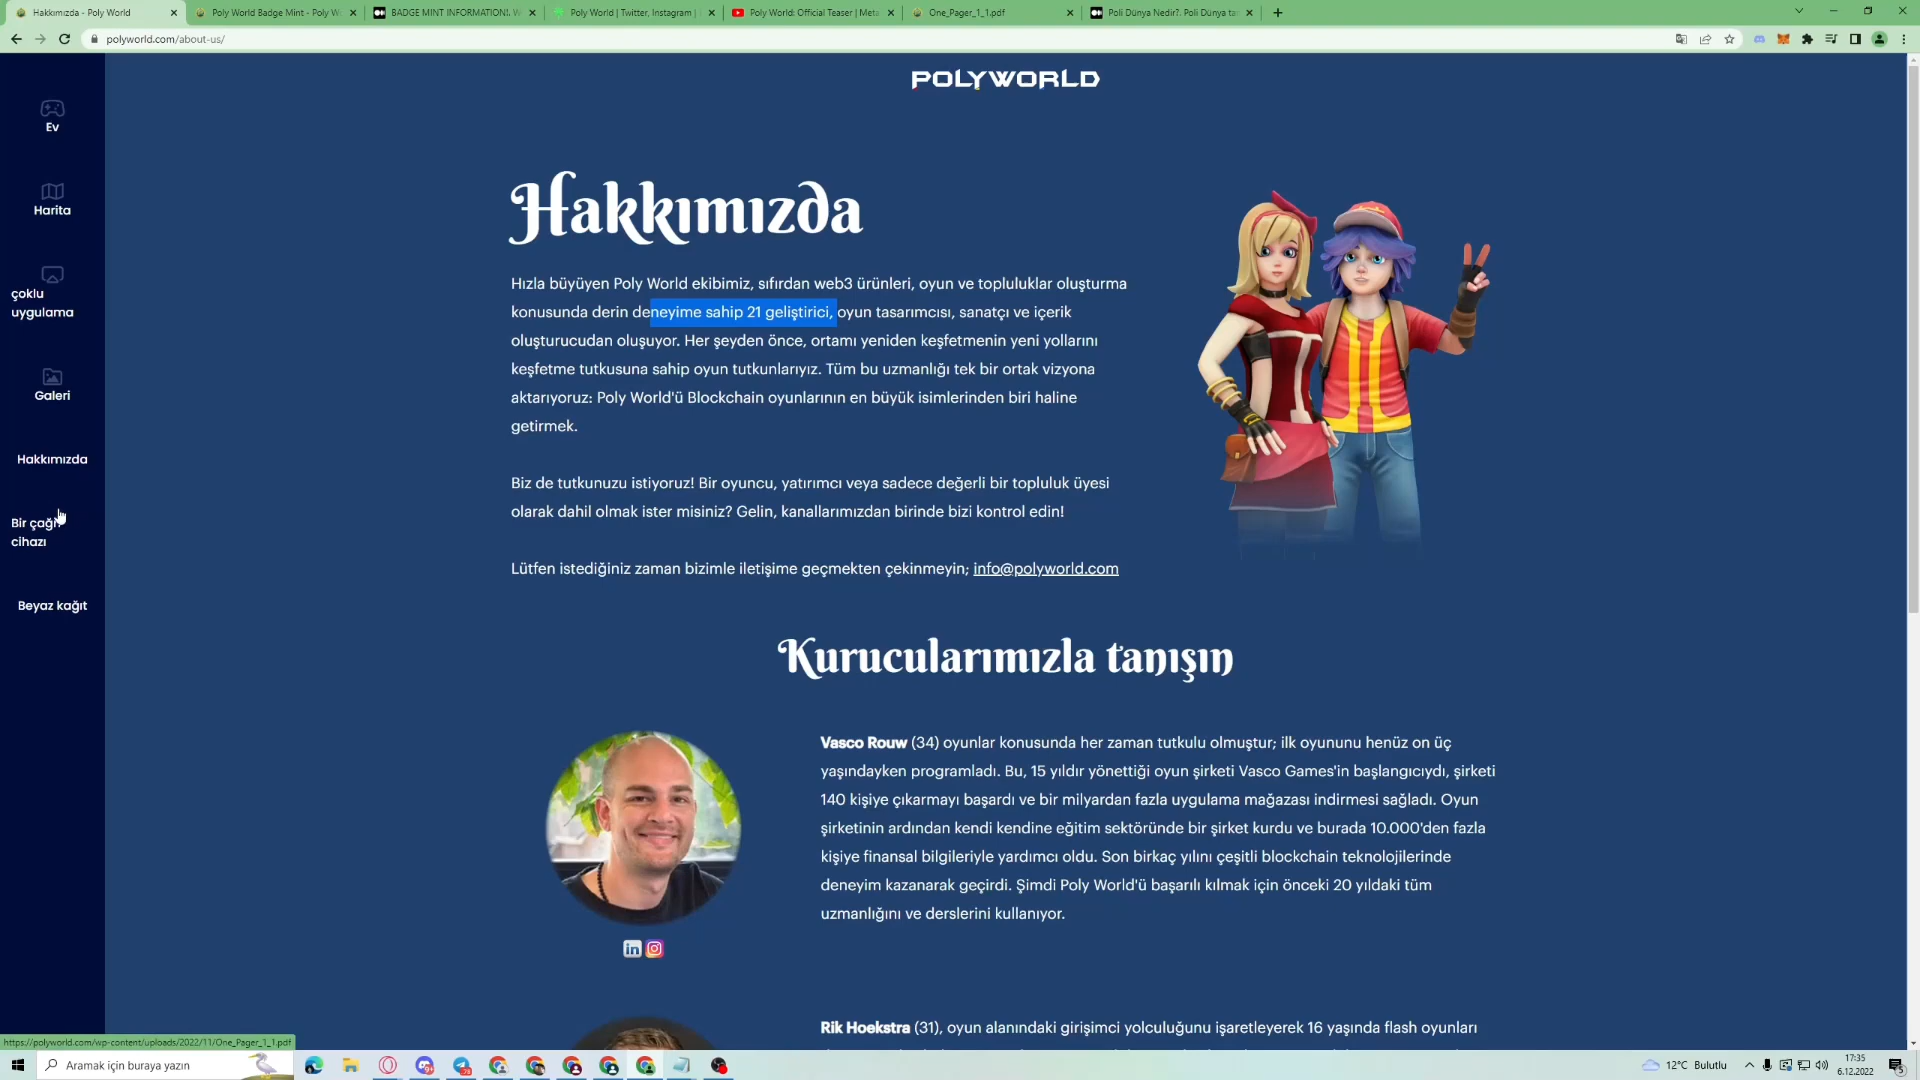 Hakkımızda - Poly World
Poly World Badge Mint - Poly W
BADGE MINT INFORMATION!. W
Poly World | Twitter, Instagram |
Poly World: Official Teaser | Meta
One_Pager_1_1.pdf
Poli Dünya Nedir?. Poli Dünya ta
polyworld.com/about-us/
POLYWORLD
Ev
Harita
çoklu
uygulama
Galeri
Hakkımızda
Bir çağrı
cihazı
Beyaz kağıt
Hakkımızda
Hızla büyüyen Poly World ekibimiz, sıfırdan web3 ürünleri, oyun ve topluluklar oluşturma
konusunda derin deneyime sahip 21 geliştirici, oyun tasarımcısı, sanatçı ve içerik
oluşturucudan oluşuyor. Her şeyden önce, ortamı yeniden keşfetmenin yeni yollarını
keşfetme tutkusuna sahip oyun tutkunlarıyız. Tüm bu uzmanlığı tek bir ortak vizyona
aktarıyoruz: Poly World'ü Blockchain oyunlarının en büyük isimlerinden biri haline
getirmek.
Biz de tutkunuzu istiyoruz! Bir oyuncu, yatırımcı veya sadece değerli bir topluluk üyesi
olarak dahil olmak ister misiniz? Gelin, kanallarımızdan birinde bizi kontrol edin!
Lütfen istediğiniz zaman bizimle iletişime geçmekten çekinmeyin; info@polyworld.com
Kurucularımızla tanışın
Vasco Rouw (34) oyunlar konusunda her zaman tutkulu olmuştur; ilk oyununu henüz on üç
yaşındayken programladı. Bu, 15 yıldır yönettiği oyun şirketi Vasco Games'in başlangıcıydı, şirketi
140 kişiye çıkarmayı başardı ve bir milyardan fazla uygulama mağazası indirmesi sağladı. Oyun
şirketinin ardından kendi kendine eğitim sektöründe bir şirket kurdu ve burada 10.000'den fazla
kişiye finansal bilgileriyle yardımcı oldu. Son birkaç yılını çeşitli blockchain teknolojilerinde
deneyim kazanarak geçirdi. Şimdi Poly World'ü başarılı kılmak için önceki 20 yıldaki tüm
uzmanlığını ve derslerini kullanıyor.
in
Rik Hoekstra (31), oyun alanındaki girişimci yolculuğunu işaretleyerek 16 yaşında flash oyunları
https://polyworld.com/wp-content/uploads/2022/11/One_Pager_1_1.pdf
Aramak için buraya yazın
12°C Bulutlu
17:35
6.12.2022